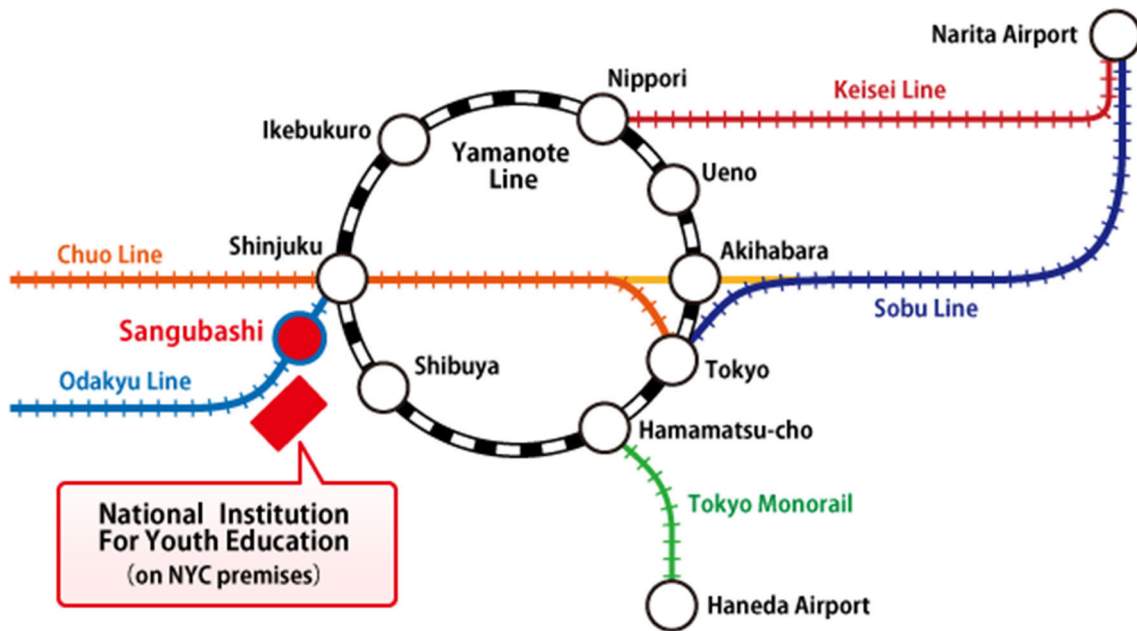 Narita Airport
Nippori
Keisei Line
Ikebukuro
Yamanote
Line
Ueno
Shinjuku
Akihabara
Chuo Line
Sobu Line
Sangubashi
Shibuya
Tokyo
Odakyu Line
Hamamatsu-cho
National Institution
For Youth Education
(on NYC premises)
Tokyo Monorail
Haneda Airport